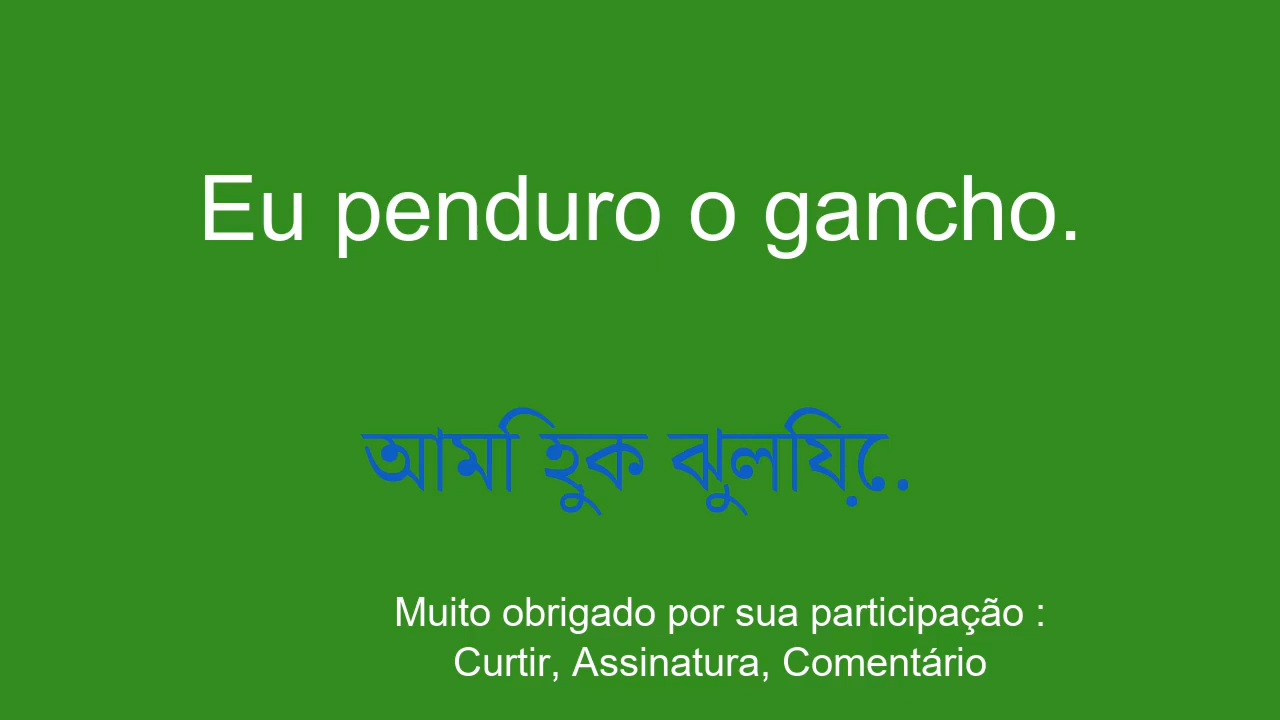 Eu penduro o gancho.
আমি হুক ঝুলিয়ে.
Muito obrigado por sua participação :
Curtir, Assinatura, Comentário